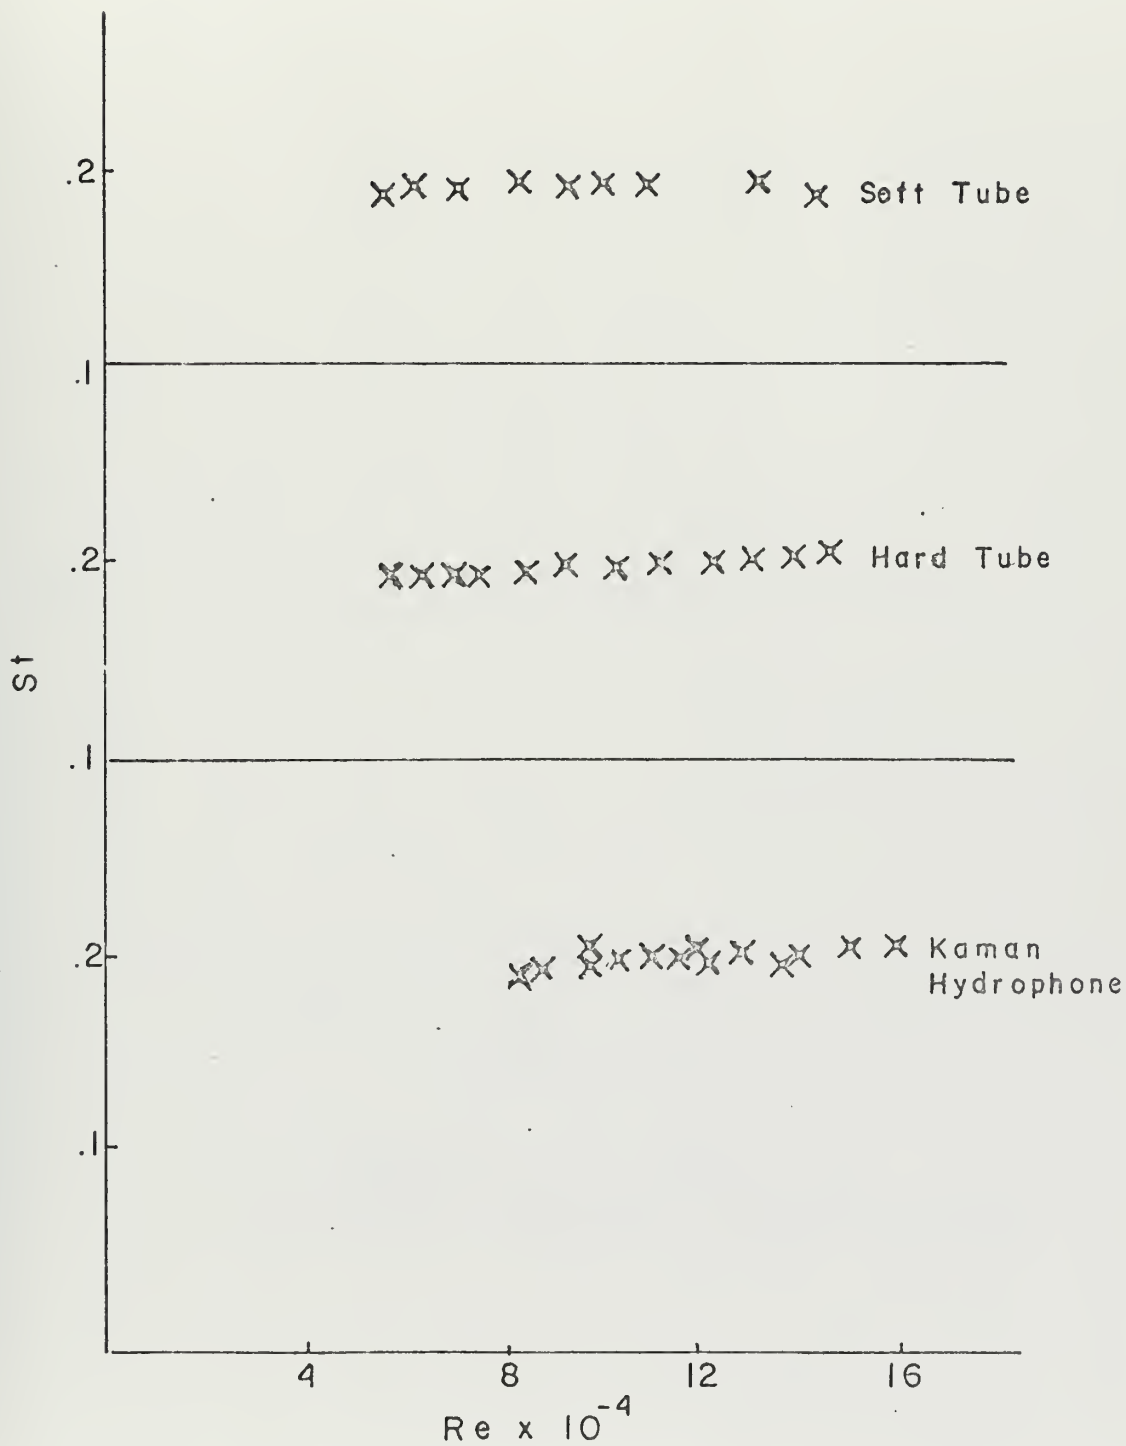 .2
Soft Tube
.1
.2
Hard Tube
St
.1
.2
Kaman
Hydrophone
.1
4 8 12 16
Re x 10-4